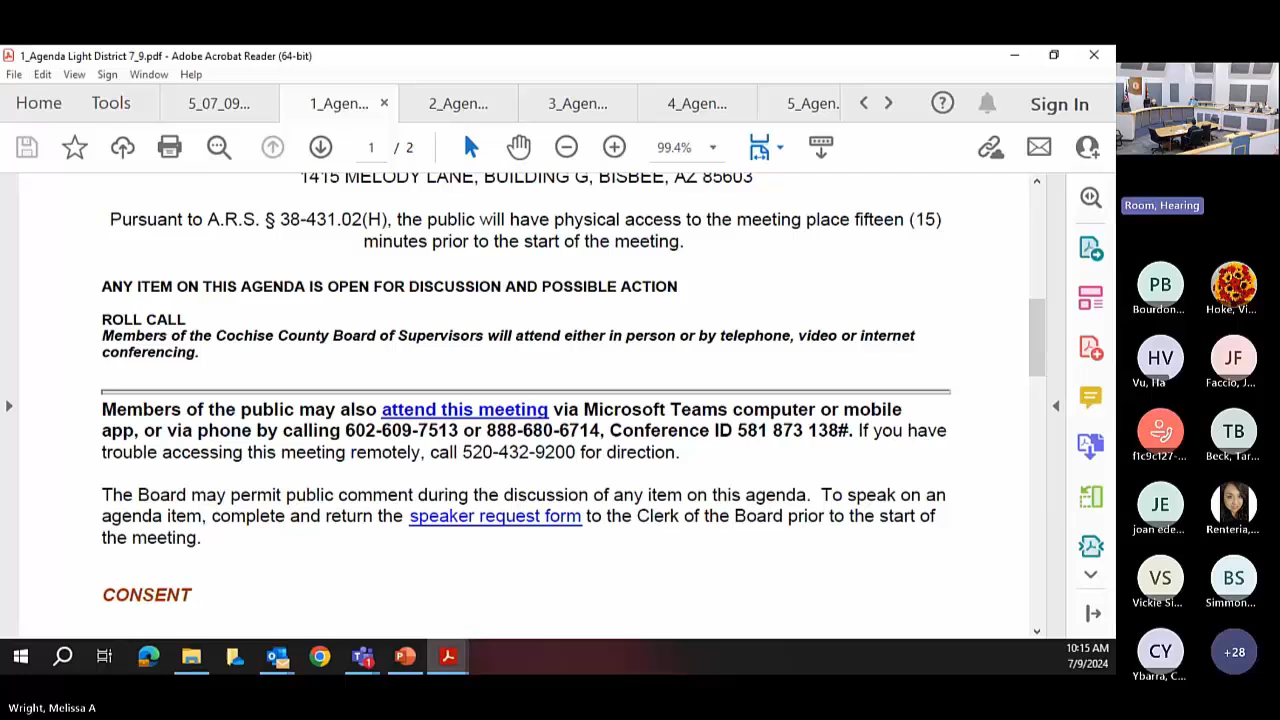 1_Agenda Light District 7_9.pdf - Adobe Acrobat Reader (64-bit)
File Edit View Sign Window Help
Home Tools 5_07_09... 1_Agen... × 2_Agen... 3_Agen... 4_Agen... 5_Agen. Sign In
1 / 2 99.4%
1415 MELODY LANE, BUILDING G, BISBEE, AZ 85603
Pursuant to A.R.S. § 38-431.02(H), the public will have physical access to the meeting place fifteen (15)
minutes prior to the start of the meeting.
ANY ITEM ON THIS AGENDA IS OPEN FOR DISCUSSION AND POSSIBLE ACTION
ROLL CALL
Members of the Cochise County Board of Supervisors will attend either in person or by telephone, video or internet
conferencing.
Members of the public may also attend this meeting via Microsoft Teams computer or mobile
app, or via phone by calling 602-609-7513 or 888-680-6714, Conference ID 581 873 138#. If you have
trouble accessing this meeting remotely, call 520-432-9200 for direction.
The Board may permit public comment during the discussion of any item on this agenda.  To speak on an
agenda item, complete and return the speaker request form to the Clerk of the Board prior to the start of
the meeting.
CONSENT
10:15 AM
7/9/2024
Wright, Melissa A
Room, Hearing
PB
Bourdon... Hoke, Vi...
HV JF
Vu, Ha Faccio, J...
TB
f1c9cf27-... Beck, Tar...
JE
joan ede... Renteria,...
VS BS
Vickie Si... Simmon...
CY +28
Ybarra, C...